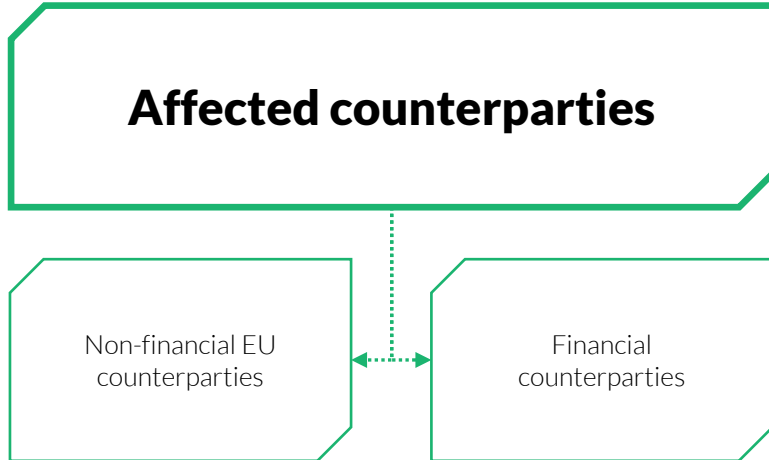 Affected counterparties
Non-financial EU
counterparties
Financial
counterparties